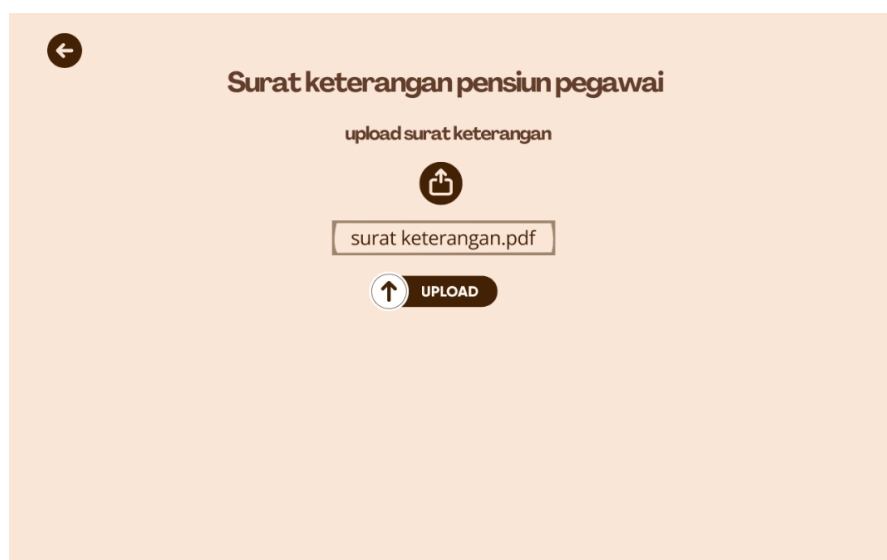 Surat keterangan pensiun pegawai
upload surat keterangan
surat keterangan.pdf
UPLOAD